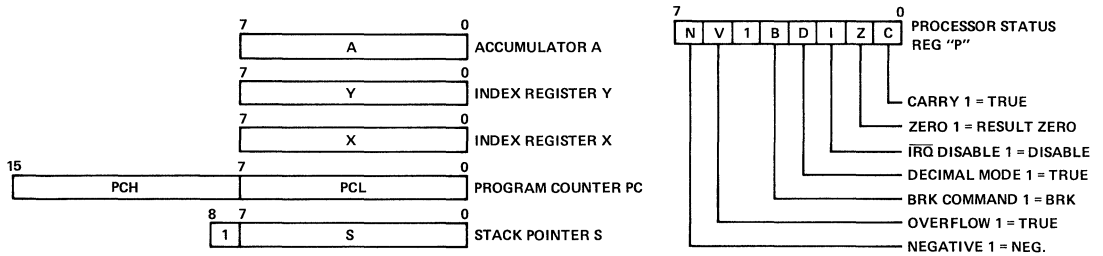 7 0
A ACCUMULATOR A
7 0
Y INDEX REGISTER Y
7 0
X INDEX REGISTER X
15 7 0
PCH PCL PROGRAM COUNTER PC
8 7 0
1 S STACK POINTER S
7 0
N V 1 B D I Z C PROCESSOR STATUS
REG "P"
CARRY 1 = TRUE
ZERO 1 = RESULT ZERO
IRQ DISABLE 1 = DISABLE
DECIMAL MODE 1 = TRUE
BRK COMMAND 1 = BRK
OVERFLOW 1 = TRUE
NEGATIVE 1 = NEG.